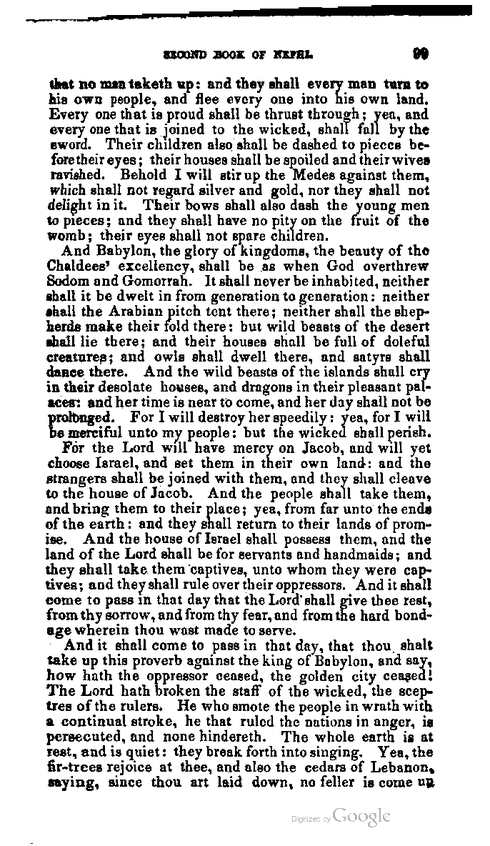 SECOND BOOK OF NEPHI. 99
that no man taketh up: and they shall every man turn to
his own people, and flee every one into his own land.
Every one that is proud shall be thrust through; yea, and
every one that is joined to the wicked, shall fall by the
sword. Their children also shall be dashed to pieces be-
fore their eyes; their houses shall be spoiled and their wives
ravished. Behold I will stir up the Medes against them,
which shall not regard silver and gold, nor they shall not
delight in it. Their bows shall also dash the young men
to pieces; and they shall have no pity on the fruit of the
womb; their eyes shall not spare children.
And Babylon, the glory of kingdoms, the beauty of the
Chaldees' excellency, shall be as when God overthrew
Sodom and Gomorrah. It shall never be inhabited, neither
shall it be dwelt in from generation to generation: neither
shall the Arabian pitch tent there; neither shall the shep-
herds make their fold there: but wild beasts of the desert
shall lie there; and their houses shall be full of doleful
creatures; and owls shall dwell there, and satyrs shall
dance there. And the wild beasts of the islands shall cry
in their desolate houses, and dragons in their pleasant pal-
aces: and her time is near to come, and her day shall not be
prolonged. For I will destroy her speedily: yea, for I will
be merciful unto my people: but the wicked shall perish.
For the Lord will have mercy on Jacob, and will yet
choose Israel, and set them in their own land: and the
strangers shall be joined with them, and they shall cleave
to the house of Jacob. And the people shall take them,
and bring them to their place; yea, from far unto the ends
of the earth: and they shall return to their lands of prom-
ise. And the house of Israel shall possess them, and the
land of the Lord shall be for servants and handmaids; and
they shall take them captives, unto whom they were cap-
tives; and they shall rule over their oppressors. And it shall
come to pass in that day that the Lord shall give thee rest,
from thy sorrow, and from thy fear, and from the hard bond-
age wherein thou wast made to serve.
And it shall come to pass in that day, that thou shalt
take up this proverb against the king of Babylon, and say,
how hath the oppressor ceased, the golden city ceased!
The Lord hath broken the staff of the wicked, the scep-
tres of the rulers. He who smote the people in wrath with
a continual stroke, he that ruled the nations in anger, is
persecuted, and none hindereth. The whole earth is at
rest, and is quiet: they break forth into singing. Yea, the
fir-trees rejoice at thee, and also the cedars of Lebanon,
saying, since thou art laid down, no feller is come up
Digitized by Google